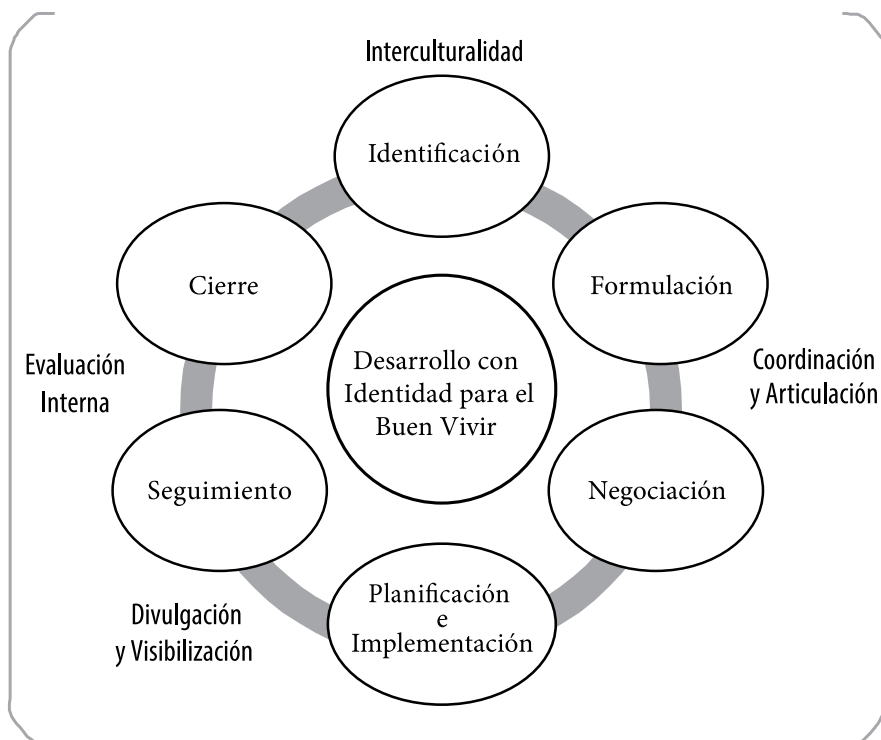 Interculturalidad
Identificación
Cierre
Formulación
Desarrollo con
Identidad para el
Buen Vivir
Evaluación
Interna
Coordinación
y Articulación
Seguimiento
Negociación
Planificación
e
Implementación
Divulgación
y Visibilización